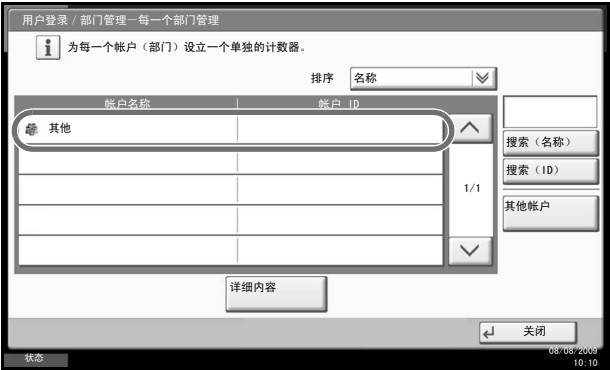 用户登录 / 部门管理－每一个部门管理
为每一个帐户（部门）设立一个单独的计数器。
排序 名称
帐户名称 帐户 ID
其他
搜索（名称）
搜索（ID）
1/1
其他帐户
详细内容
关闭
状态
08/08/2009
10:10